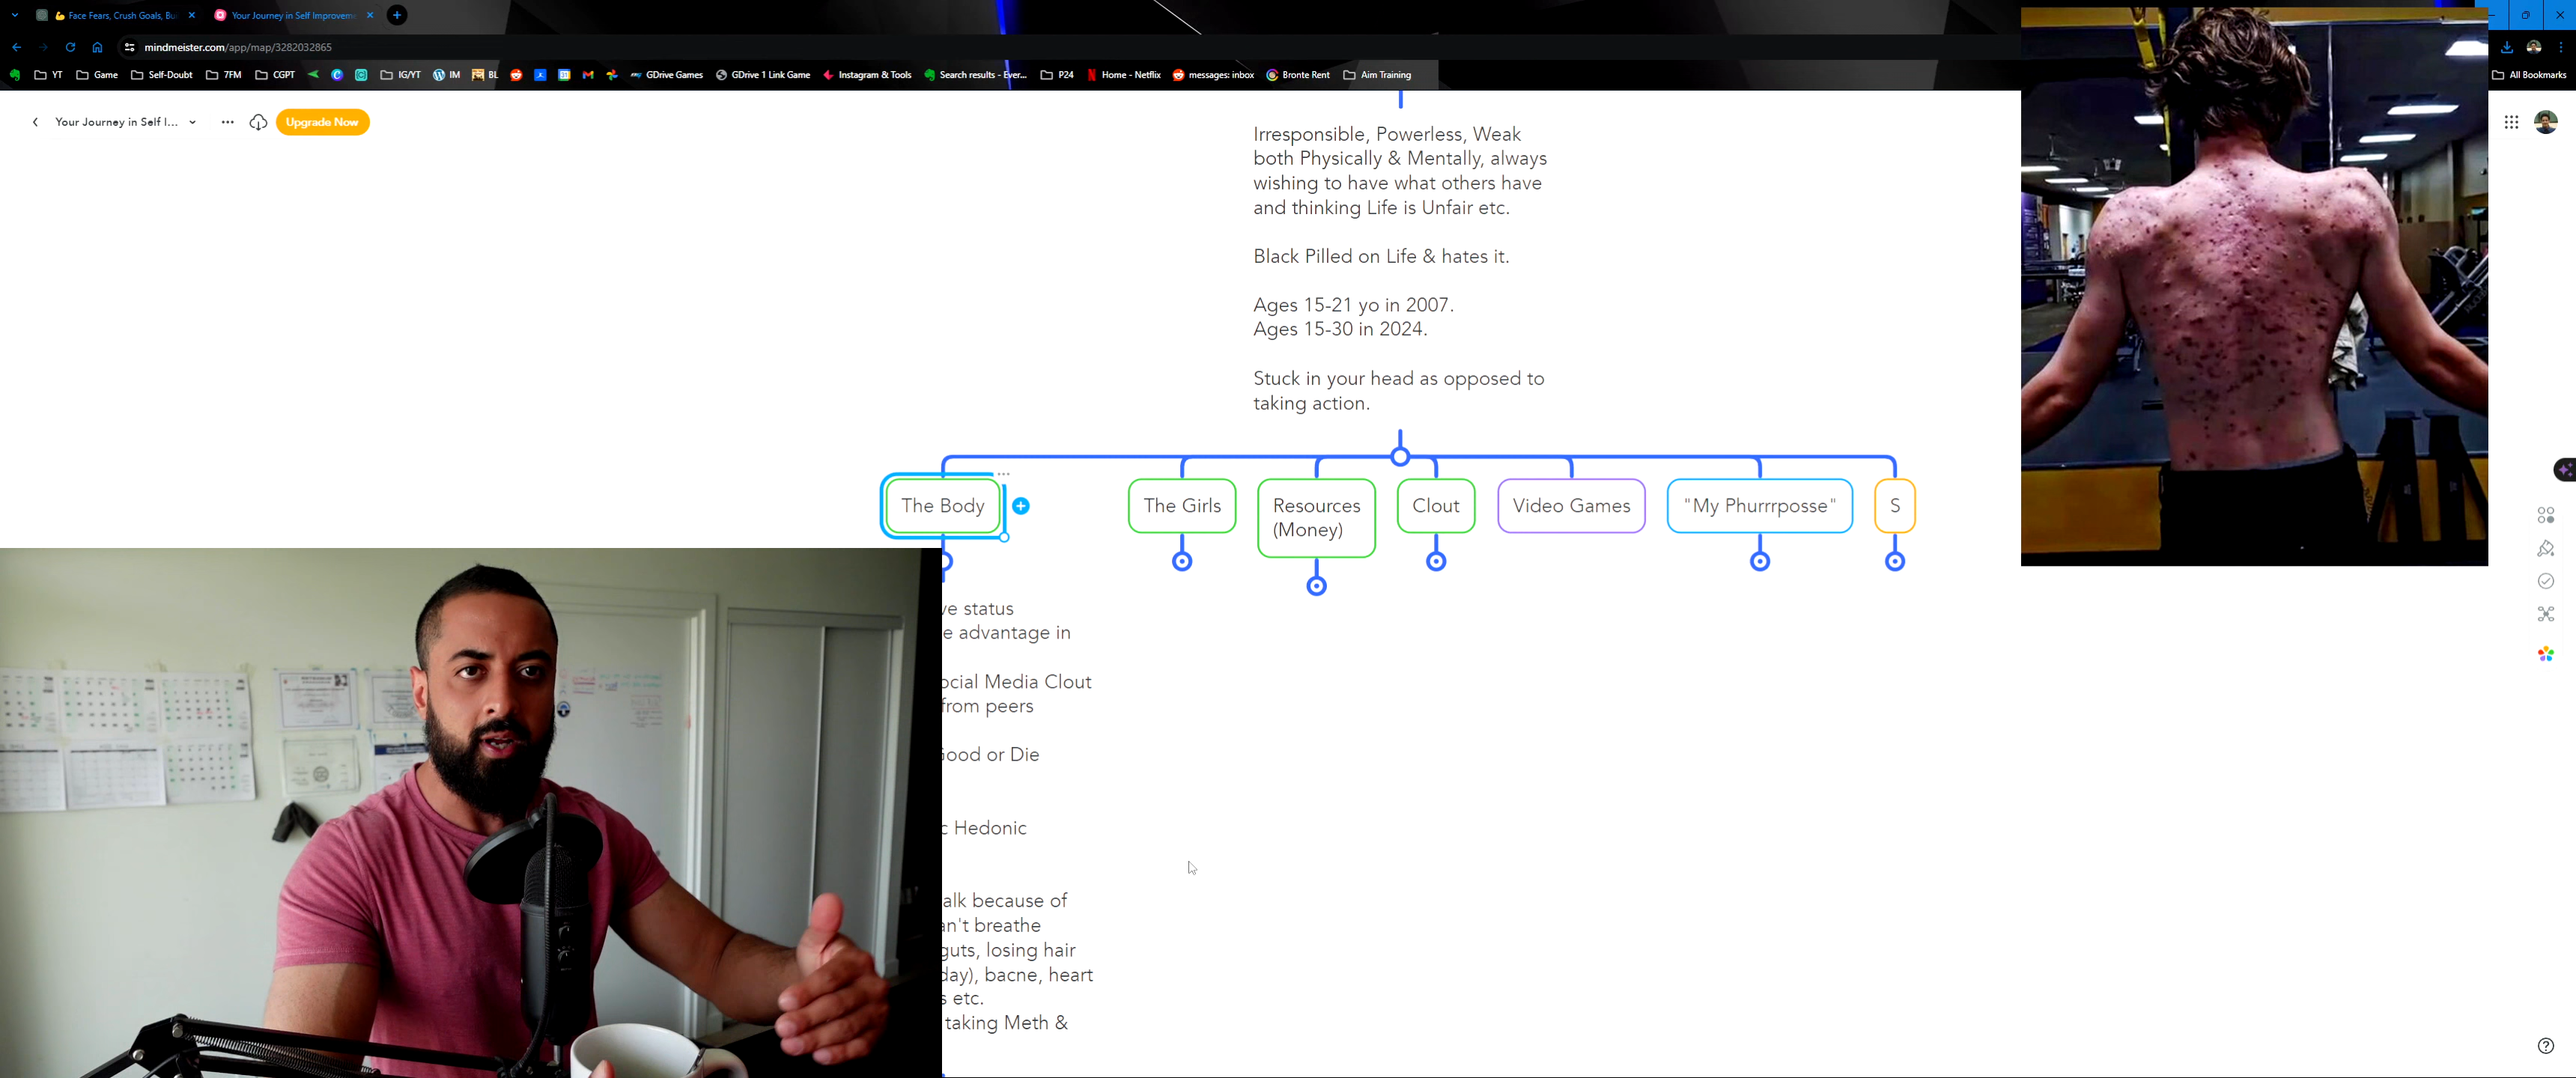 💪 Face Fears, Crush Goals, Bu
Your Journey in Self Improveme
mindmeister.com/app/map/3282032865
YT
Game
Self-Doubt
7FM
CGPT
IG/YT
IM
BL
GDrive Games
GDrive 1 Link Game
Instagram & Tools
Search results - Ever...
P24
Home - Netflix
messages: inbox
Bronte Rent
Aim Training
All Bookmarks
Your Journey in Self I...
Upgrade Now
Irresponsible, Powerless, Weak
both Physically & Mentally, always
wishing to have what others have
and thinking Life is Unfair etc.
Black Pilled on Life & hates it.
Ages 15-21 yo in 2007.
Ages 15-30 in 2024.
Stuck in your head as opposed to
taking action.
The Body
The Girls
Resources
(Money)
Clout
Video Games
"My Phurrrposse"
S
ve status
e advantage in
ocial Media Clout
from peers
Good or Die
c Hedonic
alk because of
an't breathe
guts, losing hair
day), bacne, heart
s etc.
taking Meth &